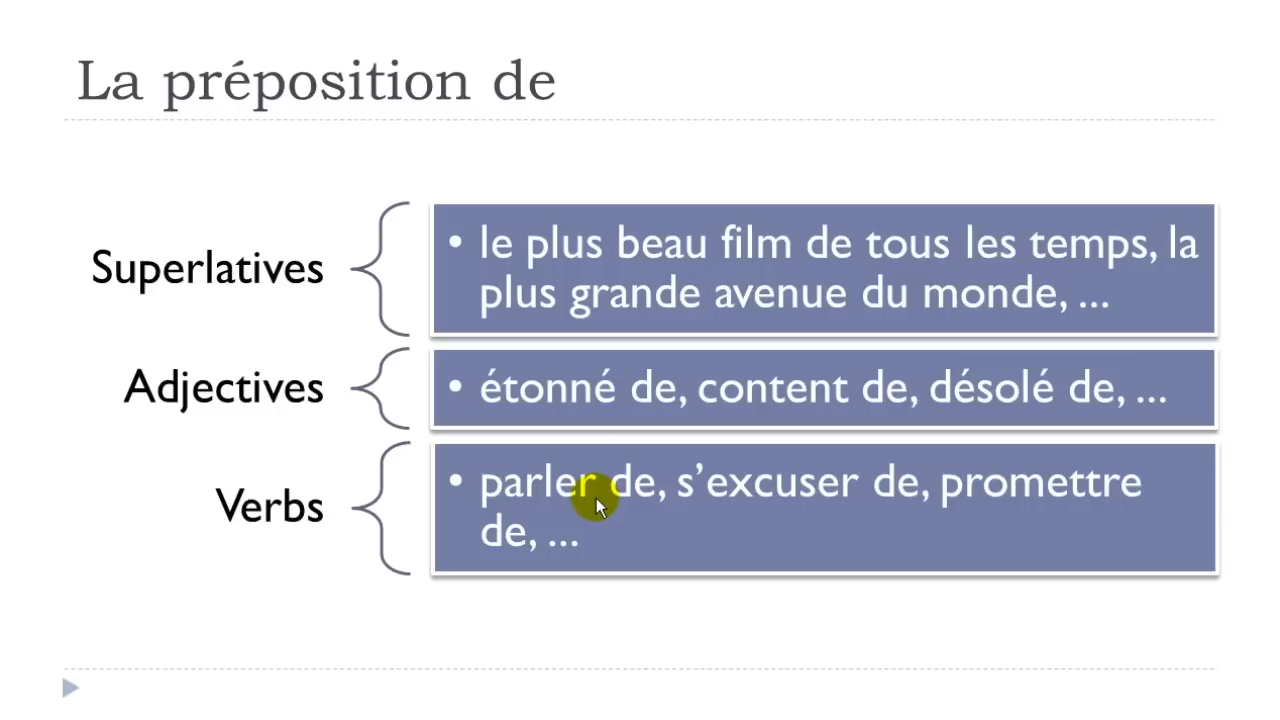 La préposition de
Superlatives
• le plus beau film de tous les temps, la
plus grande avenue du monde, ...
Adjectives
• étonné de, content de, désolé de, ...
Verbs
• parler de, s’excuser de, promettre
de, ...